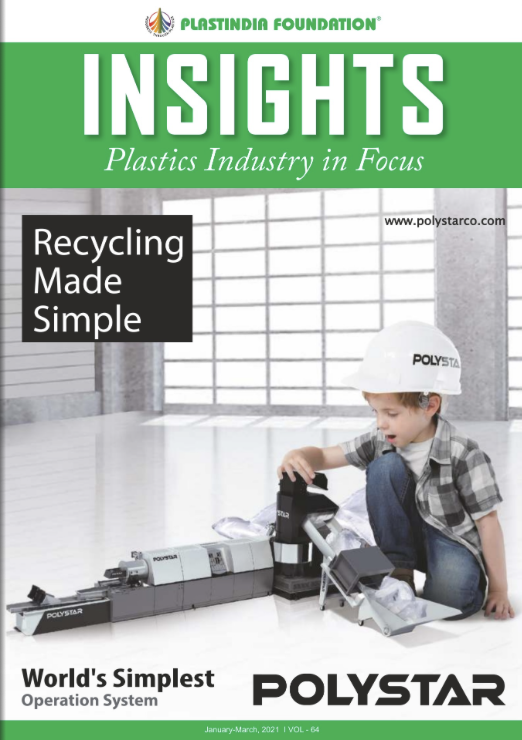 PLASTINDIA FOUNDATION®
INSIGHTS
Plastics Industry in Focus
www.polystarco.com
Recycling
Made
Simple
POLYSTAR
POLYSTAR
POLYSTAR
World's Simplest
Operation System
POLYSTAR
January-March, 2021 I VOL - 64